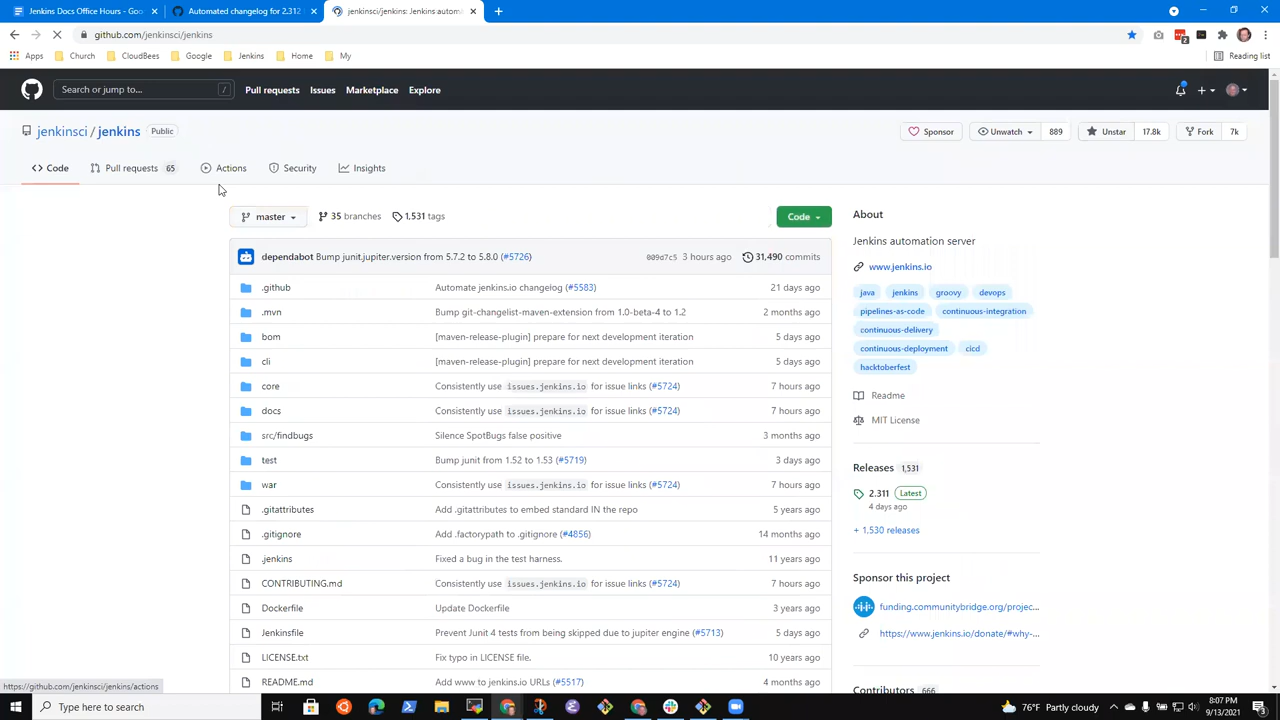 Jenkins Docs Office Hours - Goo
Automated changelog for 2.312
jenkinsci/jenkins: Jenkins autom
github.com/jenkinsci/jenkins
2
Apps
Church
CloudBees
Google
Jenkins
Home
My
Reading list
Search or jump to...
/
Pull requests
Issues
Marketplace
Explore
jenkinsci / jenkins
Public
Sponsor
Unwatch
889
Unstar
17.8k
Fork
7k
Code
Pull requests 65
Actions
Security
Insights
master
35 branches
1,531 tags
Code
About
Jenkins automation server
www.jenkins.io
java
jenkins
groovy
devops
pipelines-as-code
continuous-integration
continuous-delivery
continuous-deployment
cicd
hacktoberfest
Readme
MIT License
Releases 1,531
2.311 Latest
4 days ago
+ 1,530 releases
Sponsor this project
funding.communitybridge.org/projec...
https://www.jenkins.io/donate/#why-...
Contributors 666
dependabot Bump junit.jupiter.version from 5.7.2 to 5.8.0 (#5726)
009a7c5 3 hours ago
31,490 commits
.github Automate jenkins.io changelog (#5583) 21 days ago
.mvn Bump git-changelist-maven-extension from 1.0-beta-4 to 1.2 2 months ago
bom [maven-release-plugin] prepare for next development iteration 5 days ago
cli [maven-release-plugin] prepare for next development iteration 5 days ago
core Consistently use issues.jenkins.io for issue links (#5724) 7 hours ago
docs Consistently use issues.jenkins.io for issue links (#5724) 7 hours ago
src/findbugs Silence SpotBugs false positive 3 months ago
test Bump junit from 1.52 to 1.53 (#5719) 3 days ago
war Consistently use issues.jenkins.io for issue links (#5724) 7 hours ago
.gitattributes Add .gitattributes to embed standard IN the repo 5 years ago
.gitignore Add .factorypath to .gitignore (#4856) 14 months ago
.jenkins Fixed a bug in the test harness. 11 years ago
CONTRIBUTING.md Consistently use issues.jenkins.io for issue links (#5724) 7 hours ago
Dockerfile Update Dockerfile 3 years ago
Jenkinsfile Prevent Junit 4 tests from being skipped due to jupiter engine (#5713) 5 days ago
LICENSE.txt Fix typo in LICENSE file. 10 years ago
README.md Add www to jenkins.io URLs (#5517) 4 months ago
https://github.com/jenkinsci/jenkins/actions
Type here to search
76°F Partly cloudy
8:07 PM
9/13/2021
3